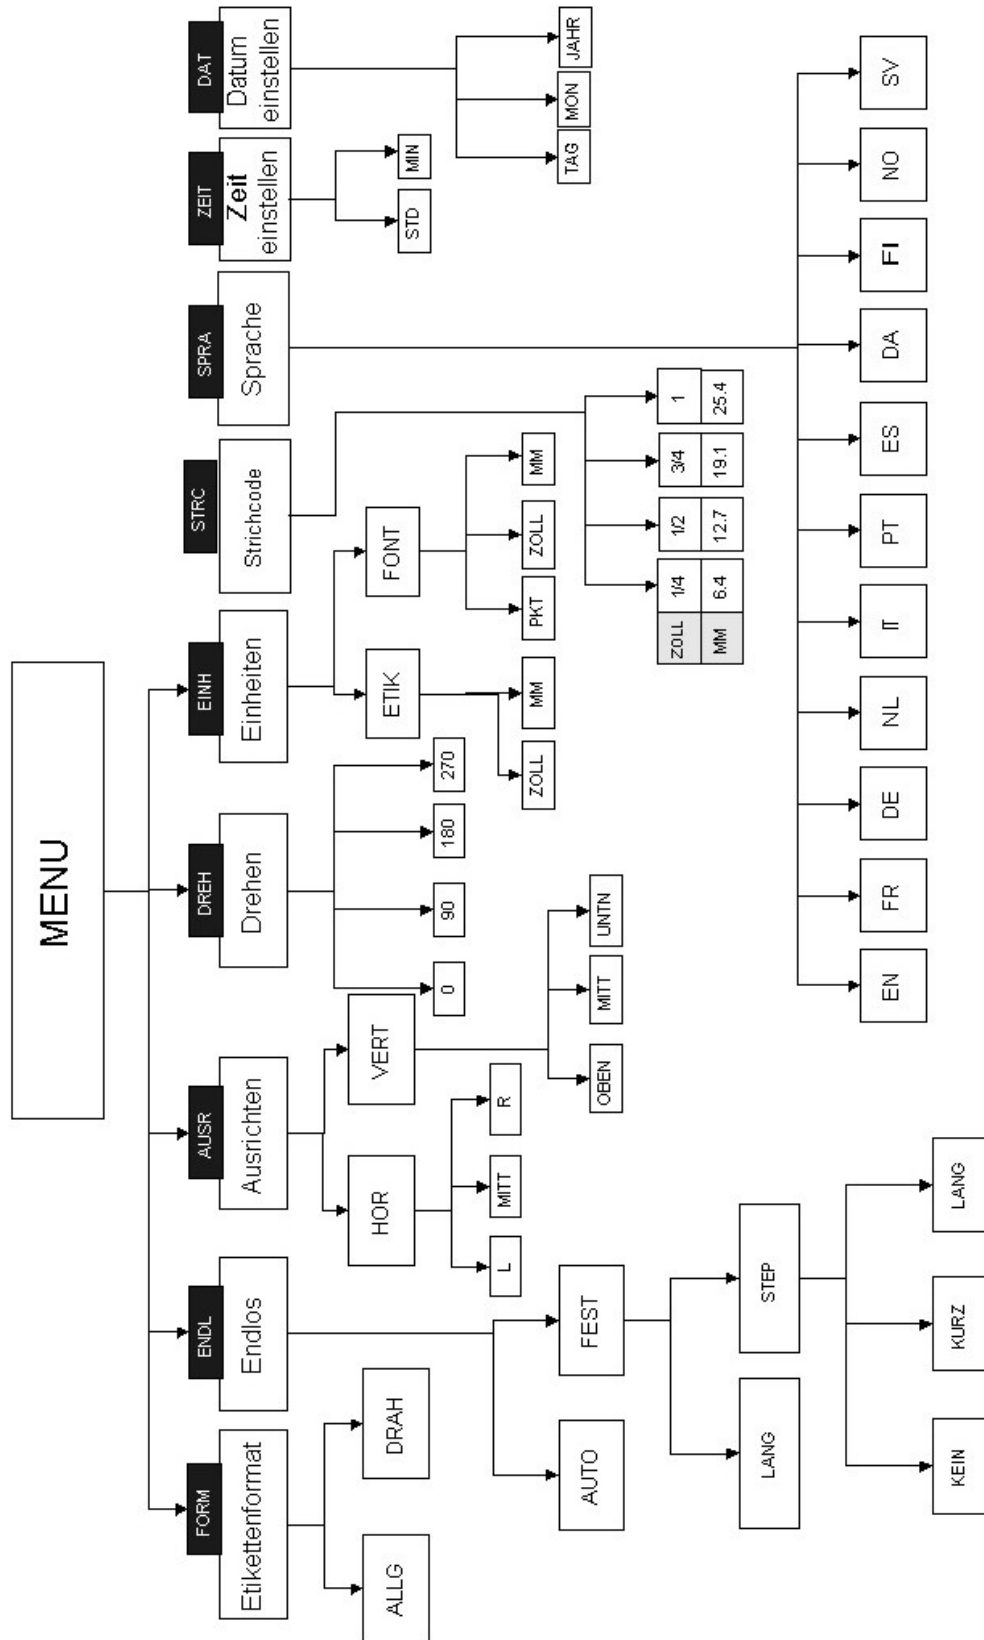 MENU
FORM
Etikettenformat
ALLG
DRAH
ENDL
Endlos
AUTO
FEST
LANG
STEP
KEIN
KURZ
LANG
AUSR
Ausrichten
HOR
L
MITT
R
VERT
OBEN
MITT
UNTN
DREH
Drehen
0
90
180
270
EINH
Einheiten
ETIK
ZOLL
MM
FONT
PKT
ZOLL
MM
STRC
Strichcode
ZOLL 1/4 1/2 3/4 1
MM 6.4 12.7 19.1 25.4
SPRA
Sprache
EN
FR
DE
NL
IT
PT
ES
DA
FI
NO
SV
ZEIT
Zeit
einstellen
STD
MIN
DAT
Datum
einstellen
TAG
MON
JAHR